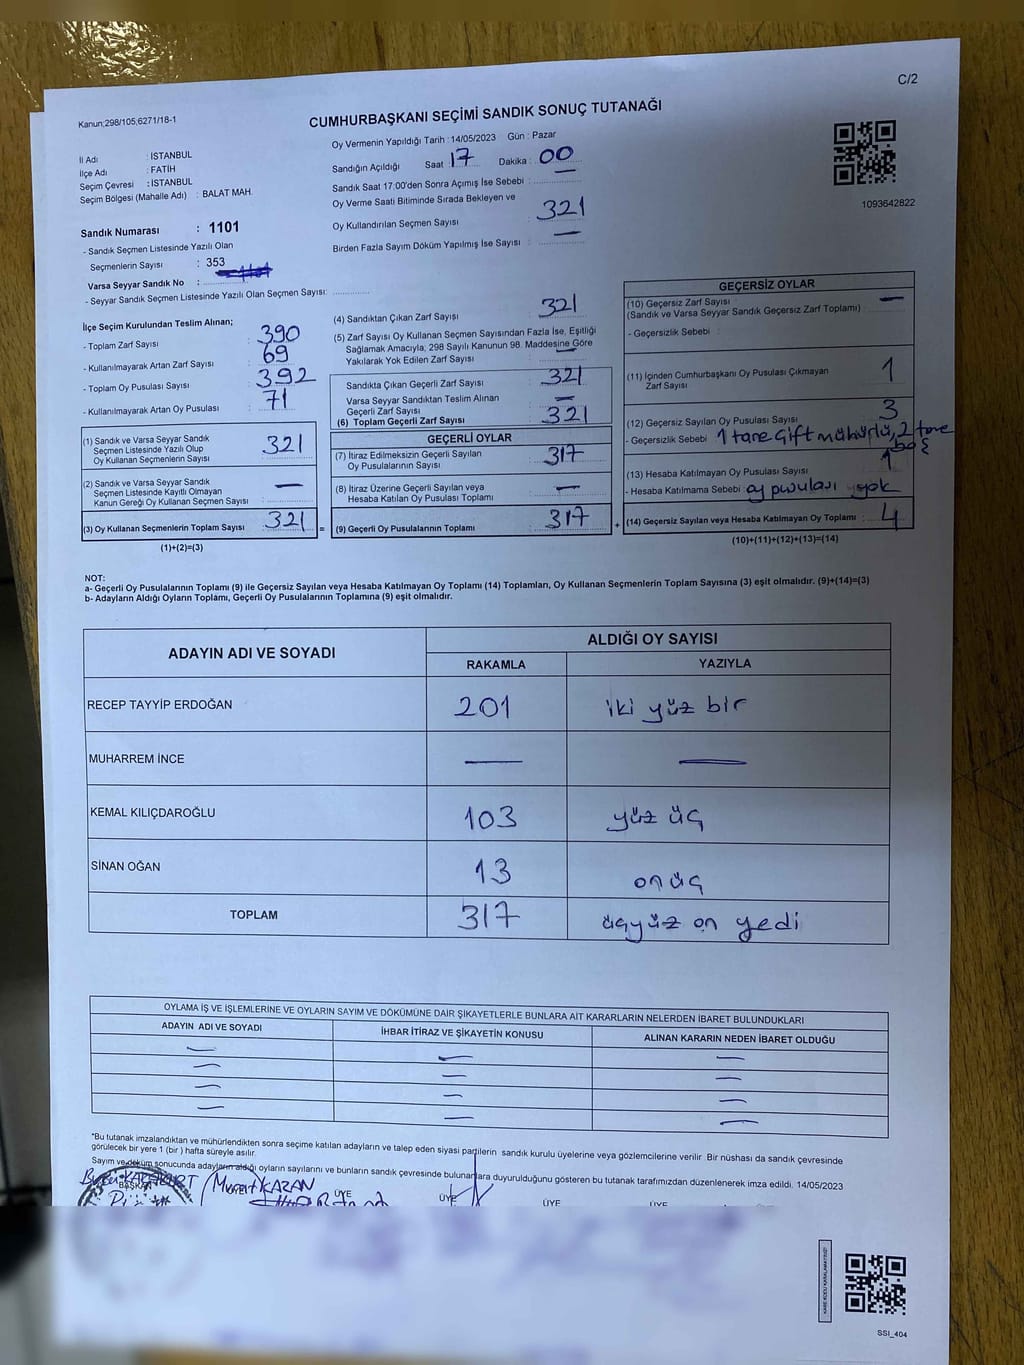 C/2
Kanun;298/105;6271/18-1
CUMHURBAŞKANI SEÇİMİ SANDIK SONUÇ TUTANAĞI
İl Adı : İSTANBUL
İlçe Adı : FATİH
Seçim Çevresi : İSTANBUL
Seçim Bölgesi (Mahalle Adı) : BALAT MAH.
Sandık Numarası : 1101
- Sandık Seçmen Listesinde Yazılı Olan
Seçmenlerin Sayısı : 353
Varsa Seyyar Sandık No :
- Seyyar Sandık Seçmen Listesinde Yazılı Olan Seçmen Sayısı:
Oy Vermenin Yapıldığı Tarih : 14/05/2023 Gün : Pazar
Sandığın Açıldığı Saat 17 Dakika : 00
Sandık Saat 17.00'den Sonra Açımış İse Sebebi : —
Oy Verme Saati Bitiminde Sırada Bekleyen ve
Oy Kullandırılan Seçmen Sayısı 321
Birden Fazla Sayım Döküm Yapılmış İse Sayısı : —
1093642822
İlçe Seçim Kurulundan Teslim Alınan;
- Toplam Zarf Sayısı : 390
- Kullanılmayarak Artan Zarf Sayısı : 69
- Toplam Oy Pusulası Sayısı : 392
- Kullanılmayarak Artan Oy Pusulası : 71
(1) Sandık ve Varsa Seyyar Sandık
Seçmen Listesinde Yazılı Olup
Oy Kullanan Seçmenlerin Sayısı : 321
(2) Sandık ve Varsa Seyyar Sandık
Seçmen Listesinde Kayıtlı Olmayan
Kanun Gereği Oy Kullanan Seçmen Sayısı : —
(3) Oy Kullanan Seçmenlerin Toplam Sayısı : 321 =
(1)+(2)=(3)
(4) Sandıktan Çıkan Zarf Sayısı : 321
(5) Zarf Sayısı Oy Kullanan Seçmen Sayısından Fazla İse, Eşitliği
Sağlamak Amacıyla, 298 Sayılı Kanunun 98. Maddesine Göre
Yakılarak Yok Edilen Zarf Sayısı : —
Sandıkta Çıkan Geçerli Zarf Sayısı : 321
Varsa Seyyar Sandıktan Teslim Alınan
Geçerli Zarf Sayısı : —
(6) Toplam Geçerli Zarf Sayısı : 321
GEÇERLİ OYLAR
(7) İtiraz Edilmeksizin Geçerli Sayılan
Oy Pusulalarının Sayısı : 317
(8) İtiraz Üzerine Geçerli Sayılan veya
Hesaba Katılan Oy Pusulası Toplamı : —
(9) Geçerli Oy Pusulalarının Toplamı : 317 +
GEÇERSİZ OYLAR
(10) Geçersiz Zarf Sayısı : —
(Sandık ve Varsa Seyyar Sandık Geçersiz Zarf Toplamı) :
- Geçersizlik Sebebi :
(11) İçinden Cumhurbaşkanı Oy Pusulası Çıkmayan
Zarf Sayısı : 1
(12) Geçersiz Sayılan Oy Pusulası Sayısı : 3
- Geçersizlik Sebebi 1 tane çift mühürlü, 2 tane
boş
(13) Hesaba Katılmayan Oy Pusulası Sayısı : 1
- Hesaba Katılmama Sebebi oy pusulası yok
(14) Geçersiz Sayılan veya Hesaba Katılmayan Oy Toplamı : 4
(10)+(11)+(12)+(13)=(14)
NOT:
a- Geçerli Oy Pusulalarının Toplamı (9) ile Geçersiz Sayılan veya Hesaba Katılmayan Oy Toplamı (14) Toplamları, Oy Kullanan Seçmenlerin Toplam Sayısına (3) eşit olmalıdır. (9)+(14)=(3)
b- Adayların Aldığı Oyların Toplamı, Geçerli Oy Pusulalarının Toplamına (9) eşit olmalıdır.
ADAYIN ADI VE SOYADI ALDIĞI OY SAYISI
RAKAMLA YAZIYLA
RECEP TAYYİP ERDOĞAN 201 iki yüz bir
MUHARREM İNCE — —
KEMAL KILIÇDAROĞLU 103 yüz üç
SİNAN OĞAN 13 on üç
TOPLAM 317 üçyüz on yedi
OYLAMA İŞ VE İŞLEMLERİNE VE OYLARIN SAYIM VE DÖKÜMÜNE DAİR ŞİKAYETLERLE BUNLARA AİT KARARLARIN NELERDEN İBARET BULUNDUKLARI
ADAYIN ADI VE SOYADI İHBAR İTİRAZ VE ŞİKAYETİN KONUSU ALINAN KARARIN NEDEN İBARET OLDUĞU
— — —
— — —
— — —
— — —
*Bu tutanak imzalandıktan ve mühürlendikten sonra seçime katılan adayların ve talep eden siyasi partilerin sandık kurulu üyelerine veya gözlemcilerine verilir. Bir nüshası da sandık çevresinde
görülecek bir yere 1 (bir ) hafta süreyle asılır.
Sayım ve döküm sonucunda adayların aldığı oyların sayılarını ve bunların sandık çevresinde bulunanlara duyurulduğunu gösteren bu tutanak tarafımızdan düzenlenerek imza edildi. 14/05/2023
Murat KAZAN
BAŞKAN ÜYE ÜYE ÜYE ÜYE ÜYE
SSI_404